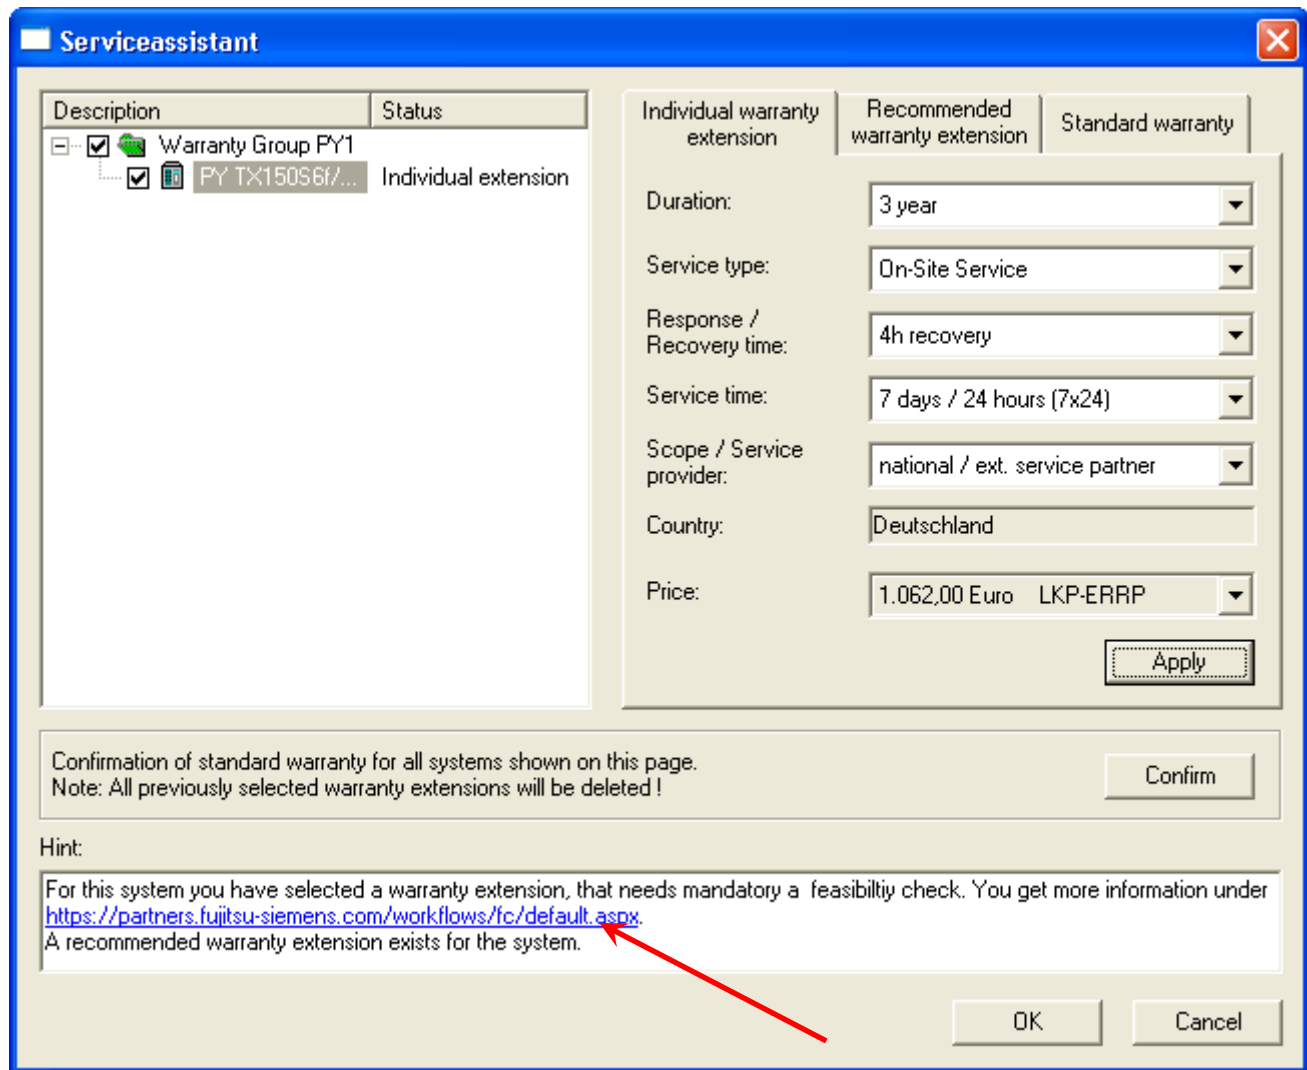 Serviceassistant
Description Status
Warranty Group PY1
PY TX150S6f/... Individual extension
Individual warranty
extension
Recommended
warranty extension
Standard warranty
Duration: 3 year
Service type: On-Site Service
Response /
Recovery time: 4h recovery
Service time: 7 days / 24 hours (7x24)
Scope / Service
provider: national / ext. service partner
Country: Deutschland
Price: 1.062,00 Euro LKP-ERRP
Apply
Confirmation of standard warranty for all systems shown on this page.
Note: All previously selected warranty extensions will be deleted !
Confirm
Hint:
For this system you have selected a warranty extension, that needs mandatory a  feasibiltiy check. You get more information under
https://partners.fujitsu-siemens.com/workflows/fc/default.aspx.
A recommended warranty extension exists for the system.
OK Cancel